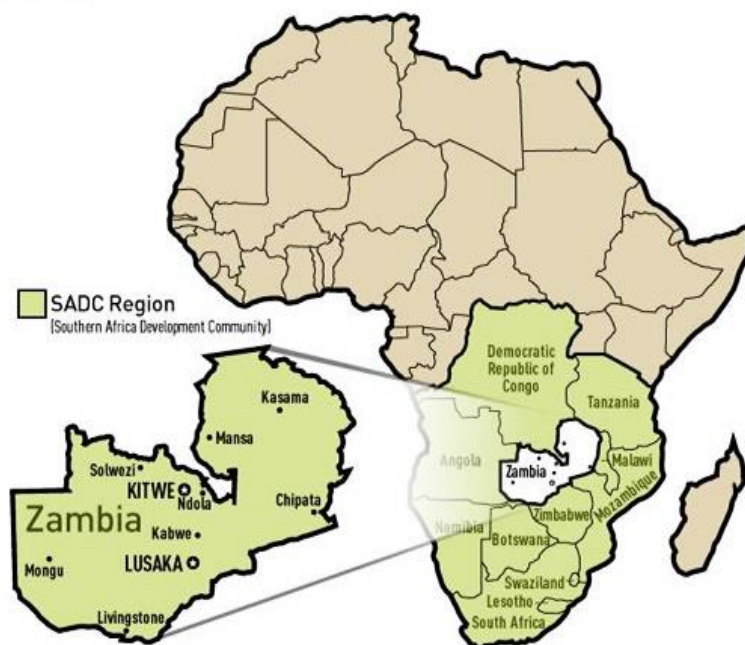 SADC Region
(Southern Africa Development Community)
Democratic
Republic of
Congo
Tanzania
Angola
Zambia
Malawi
Mozambique
Zimbabwe
Namibia
Botswana
Swaziland
Lesotho
South Africa
Kasama
Mansa
Solwezi
KITWE
Ndola
Chipata
Zambia
Kabwe
Mongu
LUSAKA
Livingstone